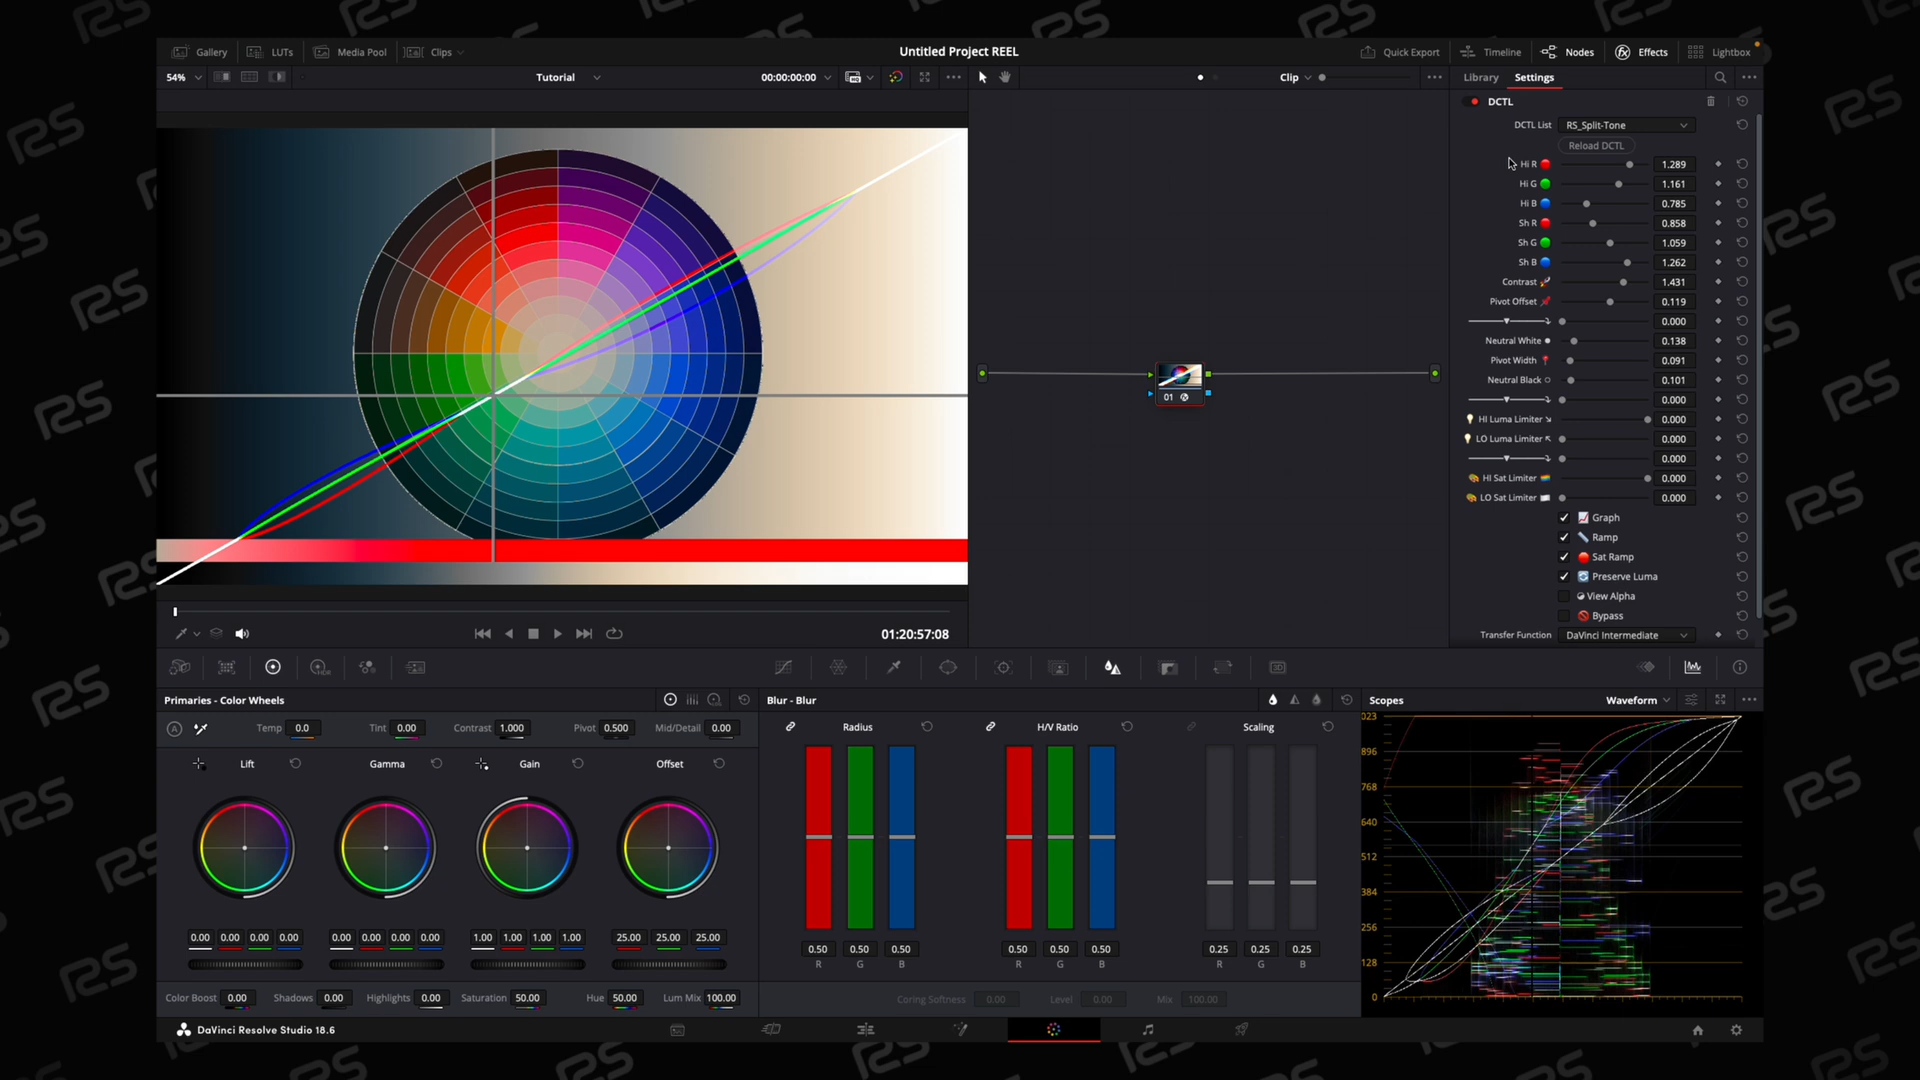 Gallery LUTs Media Pool Clips Untitled Project REEL Quick Export Timeline Nodes Effects Lightbox
54% Tutorial 00:00:00:00 Clip Library Settings
DCTL
DCTL List RS_Split-Tone
Reload DCTL
Hi R 1.289
Hi G 1.161
Hi B 0.785
Sh R 0.858
Sh G 1.059
Sh B 1.262
Contrast 1.431
Pivot Offset 0.119
0.000
Neutral White 0.138
Pivot Width 0.091
Neutral Black 0.101
0.000
HI Luma Limiter 0.000
LO Luma Limiter 0.000
0.000
HI Sat Limiter 0.000
LO Sat Limiter 0.000
Graph
Ramp
Sat Ramp
Preserve Luma
View Alpha
Bypass
Transfer Function DaVinci Intermediate
01
01:20:57:08
Primaries - Color Wheels
Temp 0.0 Tint 0.00 Contrast 1.000 Pivot 0.500 Mid/Detail 0.00
Lift Gamma Gain Offset
0.00 0.00 0.00 0.00 0.00 0.00 0.00 0.00 1.00 1.00 1.00 1.00 25.00 25.00 25.00
Color Boost 0.00 Shadows 0.00 Highlights 0.00 Saturation 50.00 Hue 50.00 Lum Mix 100.00
Blur - Blur
Radius H/V Ratio Scaling
0.50 0.50 0.50 0.50 0.50 0.50 0.25 0.25 0.25
R G B R G B R G B
Coring Softness 0.00 Level 0.00 Mix 100.00
Scopes Waveform
023
896
768
640
512
384
256
128
0
DaVinci Resolve Studio 18.6